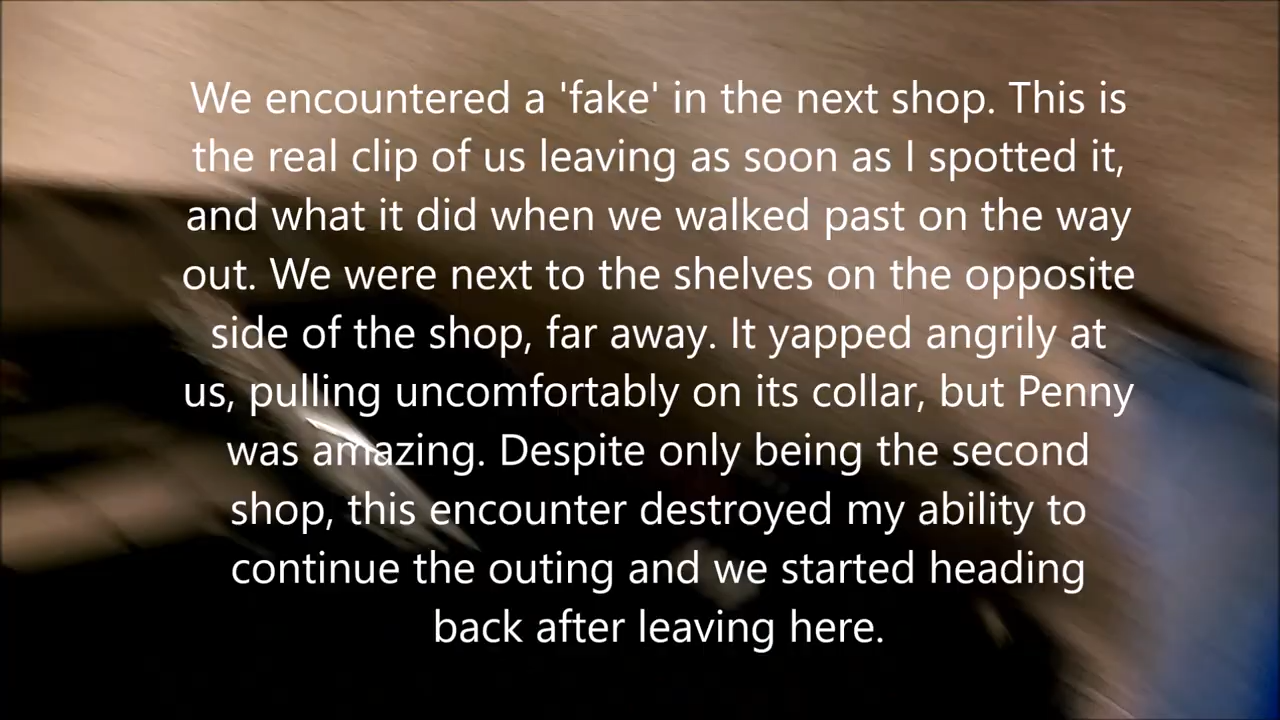 We encountered a 'fake' in the next shop. This is
the real clip of us leaving as soon as I spotted it,
and what it did when we walked past on the way
out. We were next to the shelves on the opposite
side of the shop, far away. It yapped angrily at
us, pulling uncomfortably on its collar, but Penny
was amazing. Despite only being the second
shop, this encounter destroyed my ability to
continue the outing and we started heading
back after leaving here.